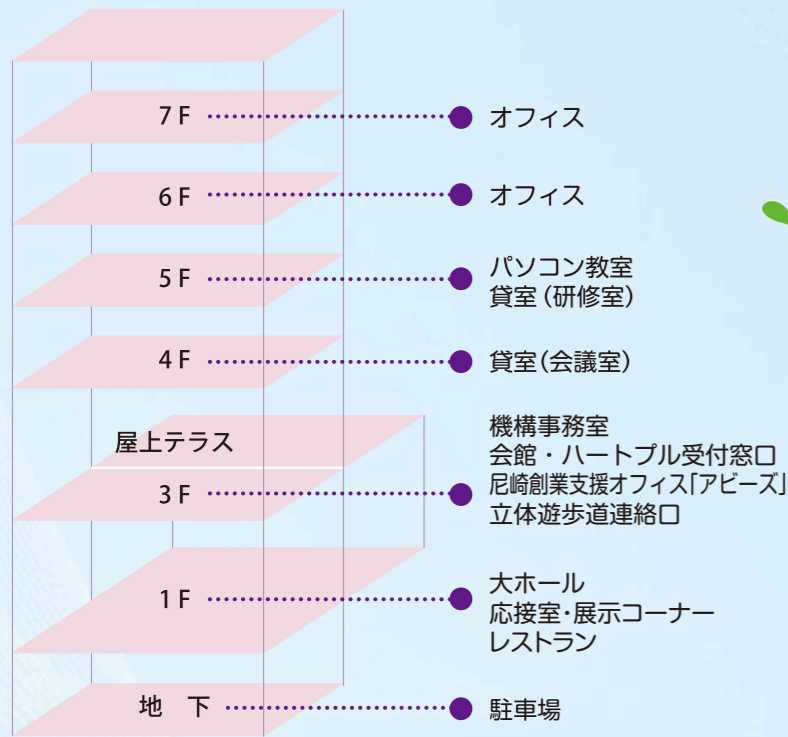 7F オフィス
6F オフィス
5F パソコン教室
貸室(研修室)
4F 貸室(会議室)
屋上テラス
3F 機構事務室
会館・ハートプル受付窓口
尼崎創業支援オフィス「アビーズ」
立体遊歩道連絡口
1F 大ホール
応接室・展示コーナー
レストラン
地　下 駐車場